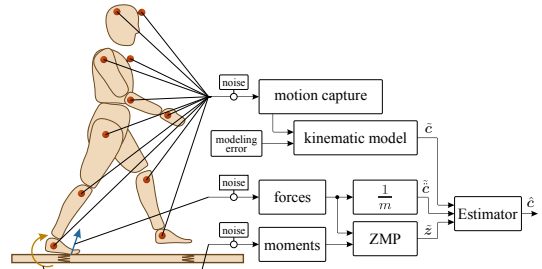 noise
motion capture
modeling
error
kinematic model
c̃
noise
forces
1/m
c̈̃
Estimator
ĉ
noise
moments
ZMP
z̃